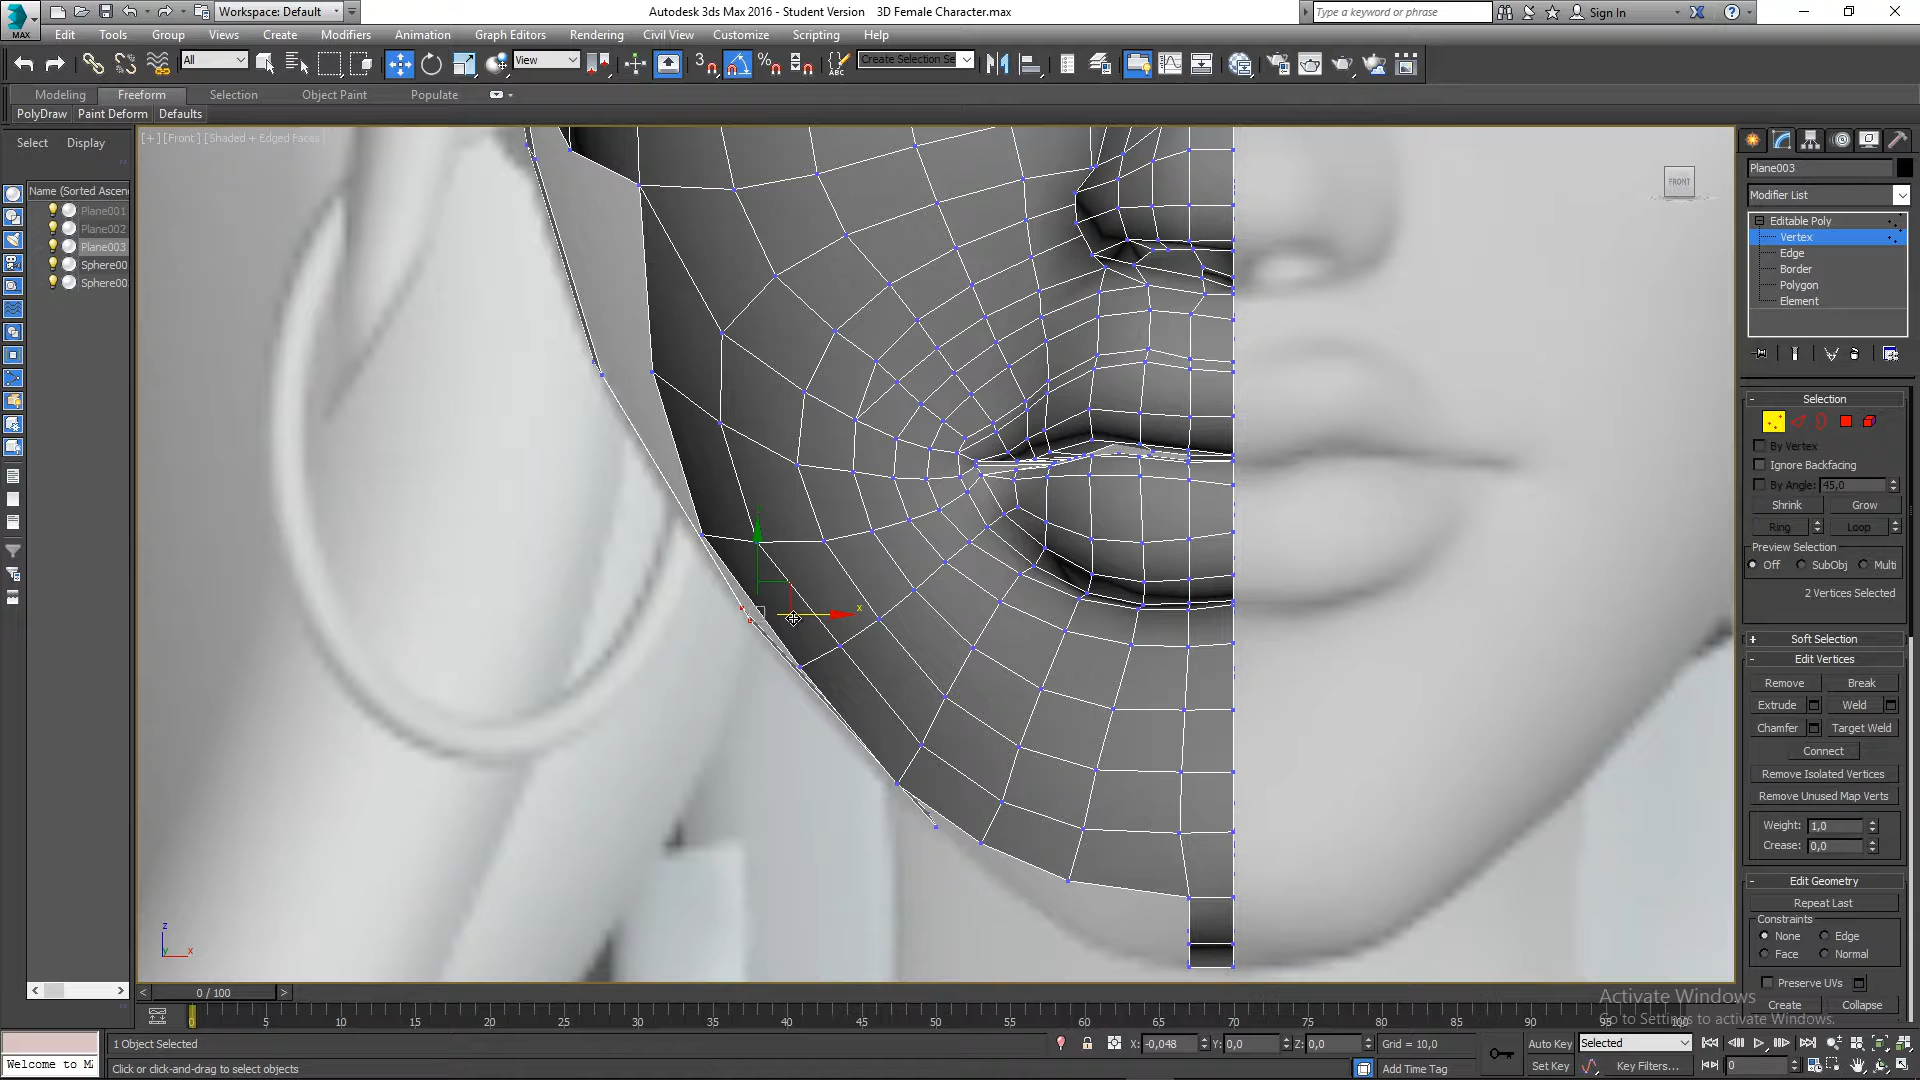 MAX
Workspace: Default
Autodesk 3ds Max 2016 - Student Version    3D Female Character.max
Type a keyword or phrase
Sign In
Edit Tools Group Views Create Modifiers Animation Graph Editors Rendering Civil View Customize Scripting Help
All
View
Create Selection Se
Modeling Freeform Selection Object Paint Populate
PolyDraw Paint Deform Defaults
Select Display
[+] [Front] [Shaded + Edged Faces]
Name (Sorted Ascen
Plane001
Plane002
Plane003
Sphere00
Sphere00
FRONT
x
z
y x
Plane003
Modifier List
Editable Poly
Vertex
Edge
Border
Polygon
Element
Selection
By Vertex
Ignore Backfacing
By Angle: 45,0
Shrink Grow
Ring Loop
Preview Selection
Off SubObj Multi
2 Vertices Selected
Soft Selection
Edit Vertices
Remove Break
Extrude Weld
Chamfer Target Weld
Connect
Remove Isolated Vertices
Remove Unused Map Verts
Weight: 1,0
Crease: 0,0
Edit Geometry
Repeat Last
Constraints
None Edge
Face Normal
Preserve UVs
Create Collapse
Activate Windows
Go to Settings to activate Windows.
0 / 100
0 5 10 15 20 25 30 35 40 45 50 55 60 65 70 75 80 85 90 95 100
1 Object Selected
X: -0,048 Y: 0,0 Z: 0,0 Grid = 10,0
Auto Key Selected
Welcome to M
Click or click-and-drag to select objects
Add Time Tag
Set Key Key Filters... 0